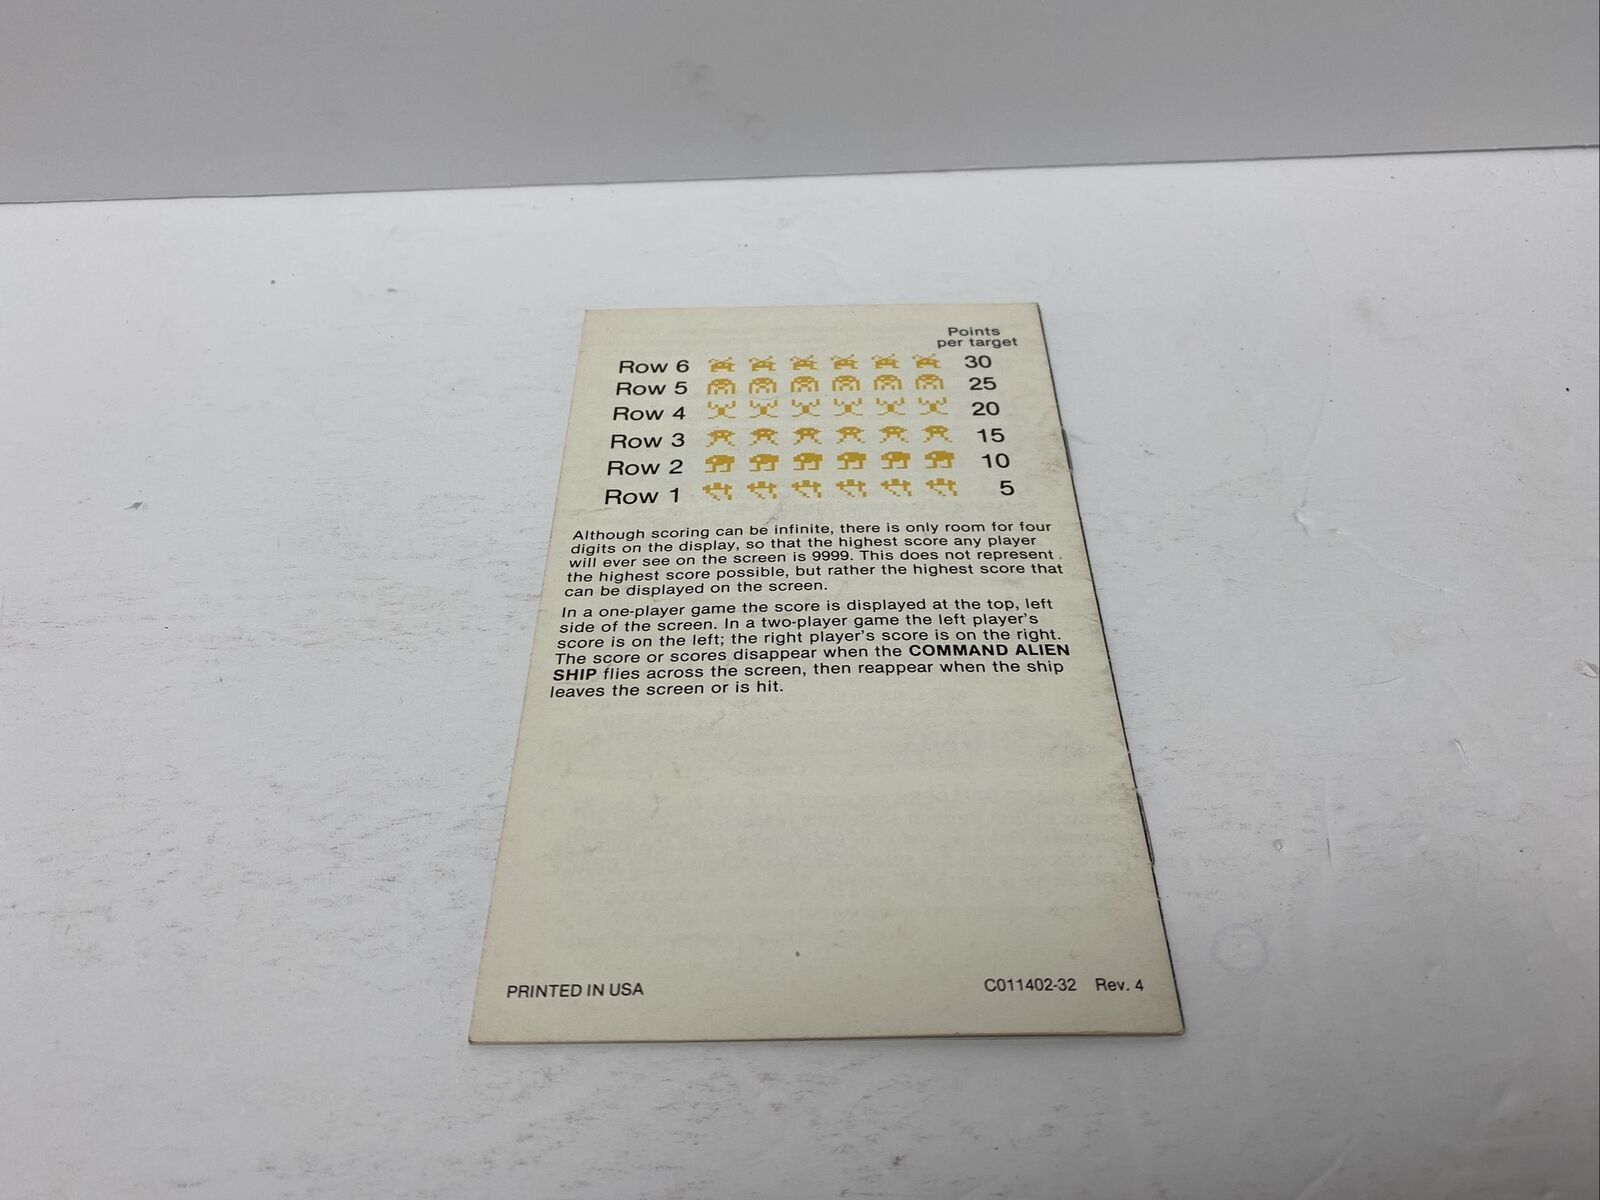 Points
per target
Row 6 30
Row 5 25
Row 4 20
Row 3 15
Row 2 10
Row 1 5
Although scoring can be infinite, there is only room for four
digits on the display, so that the highest score any player
will ever see on the screen is 9999. This does not represent
the highest score possible, but rather the highest score that
can be displayed on the screen.
In a one-player game the score is displayed at the top, left
side of the screen. In a two-player game the left player's
score is on the left; the right player's score is on the right.
The score or scores disappear when the COMMAND ALIEN
SHIP flies across the screen, then reappear when the ship
leaves the screen or is hit.
PRINTED IN USA C011402-32 Rev. 4